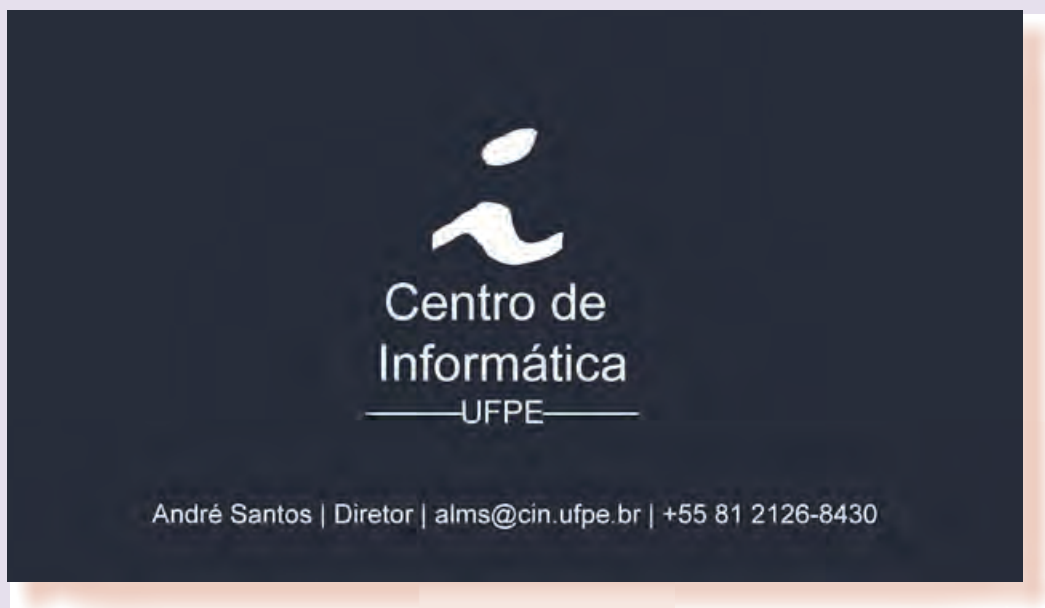 Centro de
Informática
UFPE
André Santos | Diretor | alms@cin.ufpe.br | +55 81 2126-8430